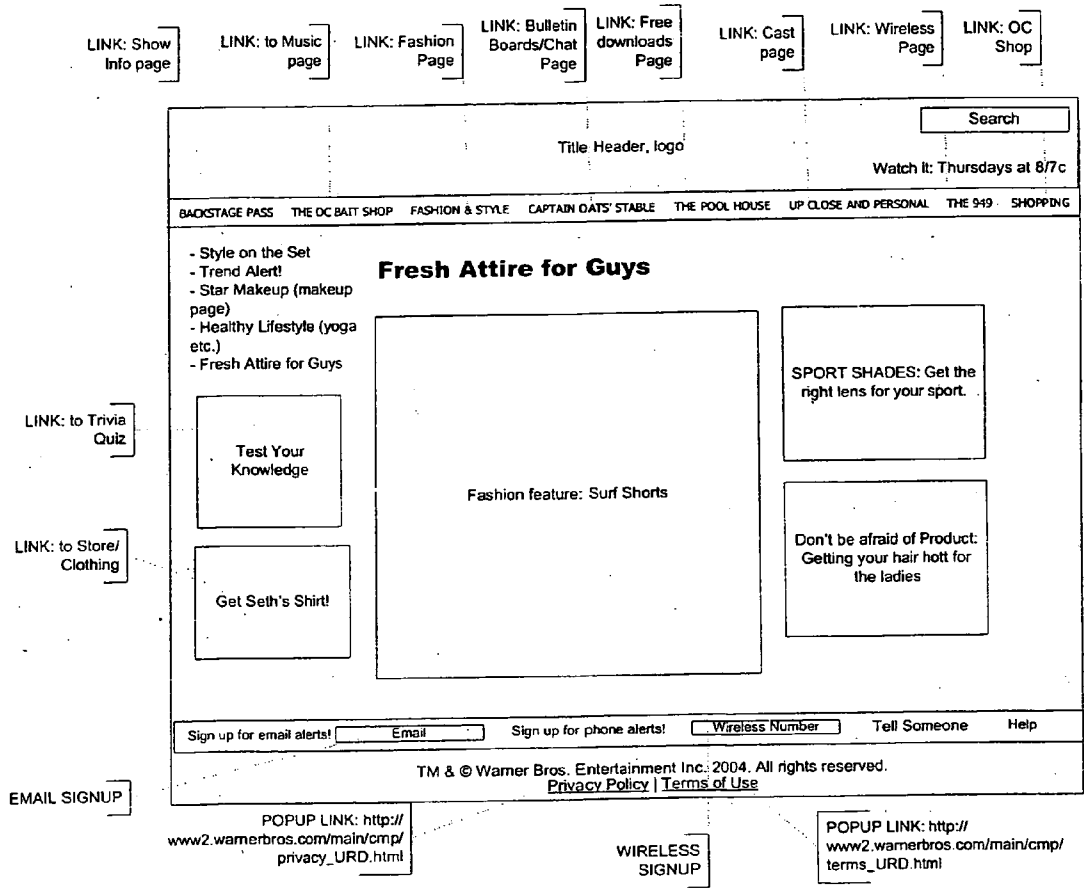 LINK: Show
Info page
LINK: to Music
page
LINK: Fashion
Page
LINK: Bulletin
Boards/Chat
Page
LINK: Free
downloads
Page
LINK: Cast
page
LINK: Wireless
Page
LINK: OC
Shop
Search
Title Header, logo
Watch It: Thursdays at 8/7c
BACKSTAGE PASS THE OC BAIT SHOP FASHION & STYLE CAPTAIN OATS' STABLE THE POOL HOUSE UP CLOSE AND PERSONAL THE 949 SHOPPING
- Style on the Set
- Trend Alert!
- Star Makeup (makeup
page)
- Healthy Lifestyle (yoga
etc.)
- Fresh Attire for Guys
Fresh Attire for Guys
SPORT SHADES: Get the
right lens for your sport.
LINK: to Trivia
Quiz
Test Your
Knowledge
Fashion feature: Surf Shorts
Don't be afraid of Product:
Getting your hair hott for
the ladies
LINK: to Store/
Clothing
Get Seth's Shirt!
Sign up for email alerts! Email Sign up for phone alerts! Wireless Number Tell Someone Help
TM & © Warner Bros. Entertainment Inc. 2004. All rights reserved.
Privacy Policy | Terms of Use
EMAIL SIGNUP
POPUP LINK: http://
www2.warnerbros.com/main/cmp/
privacy_URD.html
WIRELESS
SIGNUP
POPUP LINK: http://
www2.warnerbros.com/main/cmp/
terms_URD.html